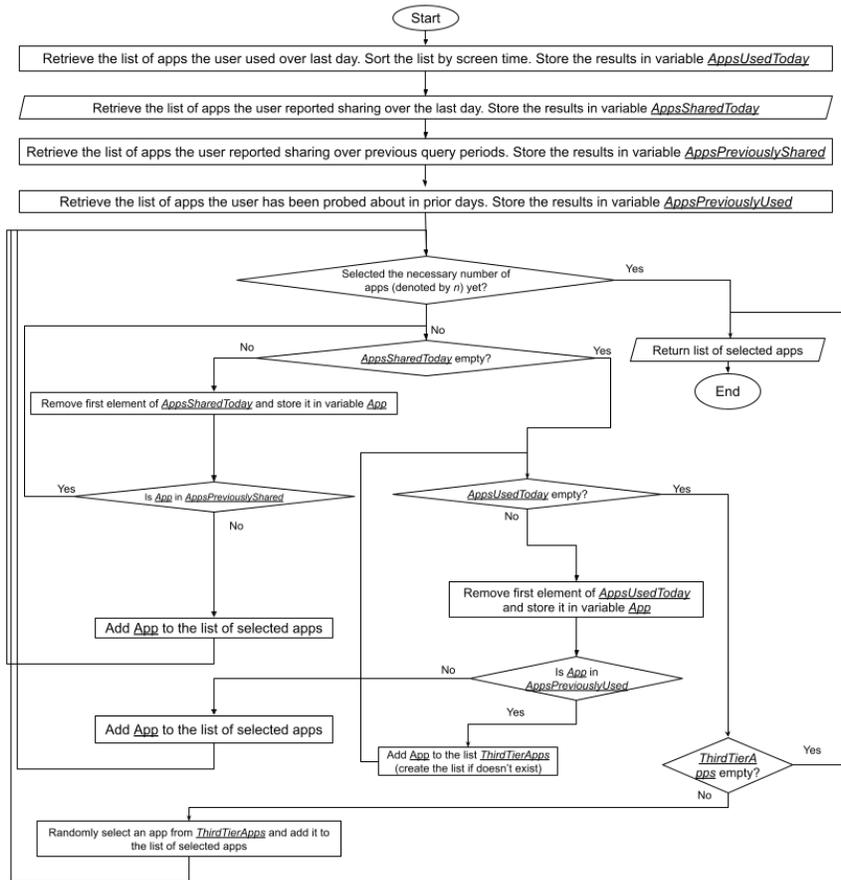 Start
Retrieve the list of apps the user used over last day. Sort the list by screen time. Store the results in variable AppsUsedToday
Retrieve the list of apps the user reported sharing over the last day. Store the results in variable AppsSharedToday
Retrieve the list of apps the user reported sharing over previous query periods. Store the results in variable AppsPreviouslyShared
Retrieve the list of apps the user has been probed about in prior days. Store the results in variable AppsPreviouslyUsed
Selected the necessary number of
apps (denoted by n) yet?
Yes
No
AppsSharedToday empty?
No
Yes
Return list of selected apps
End
Remove first element of AppsSharedToday and store it in variable App
Is App in AppsPreviouslyShared
Yes
No
AppsUsedToday empty?
Yes
No
Remove first element of AppsUsedToday
and store it in variable App
Add App to the list of selected apps
Is App in
AppsPreviouslyUsed
No
Yes
Add App to the list of selected apps
Add App to the list ThirdTierApps
(create the list if doesn't exist)
ThirdTierA
pps empty?
Yes
No
Randomly select an app from ThirdTierApps and add it to
the list of selected apps